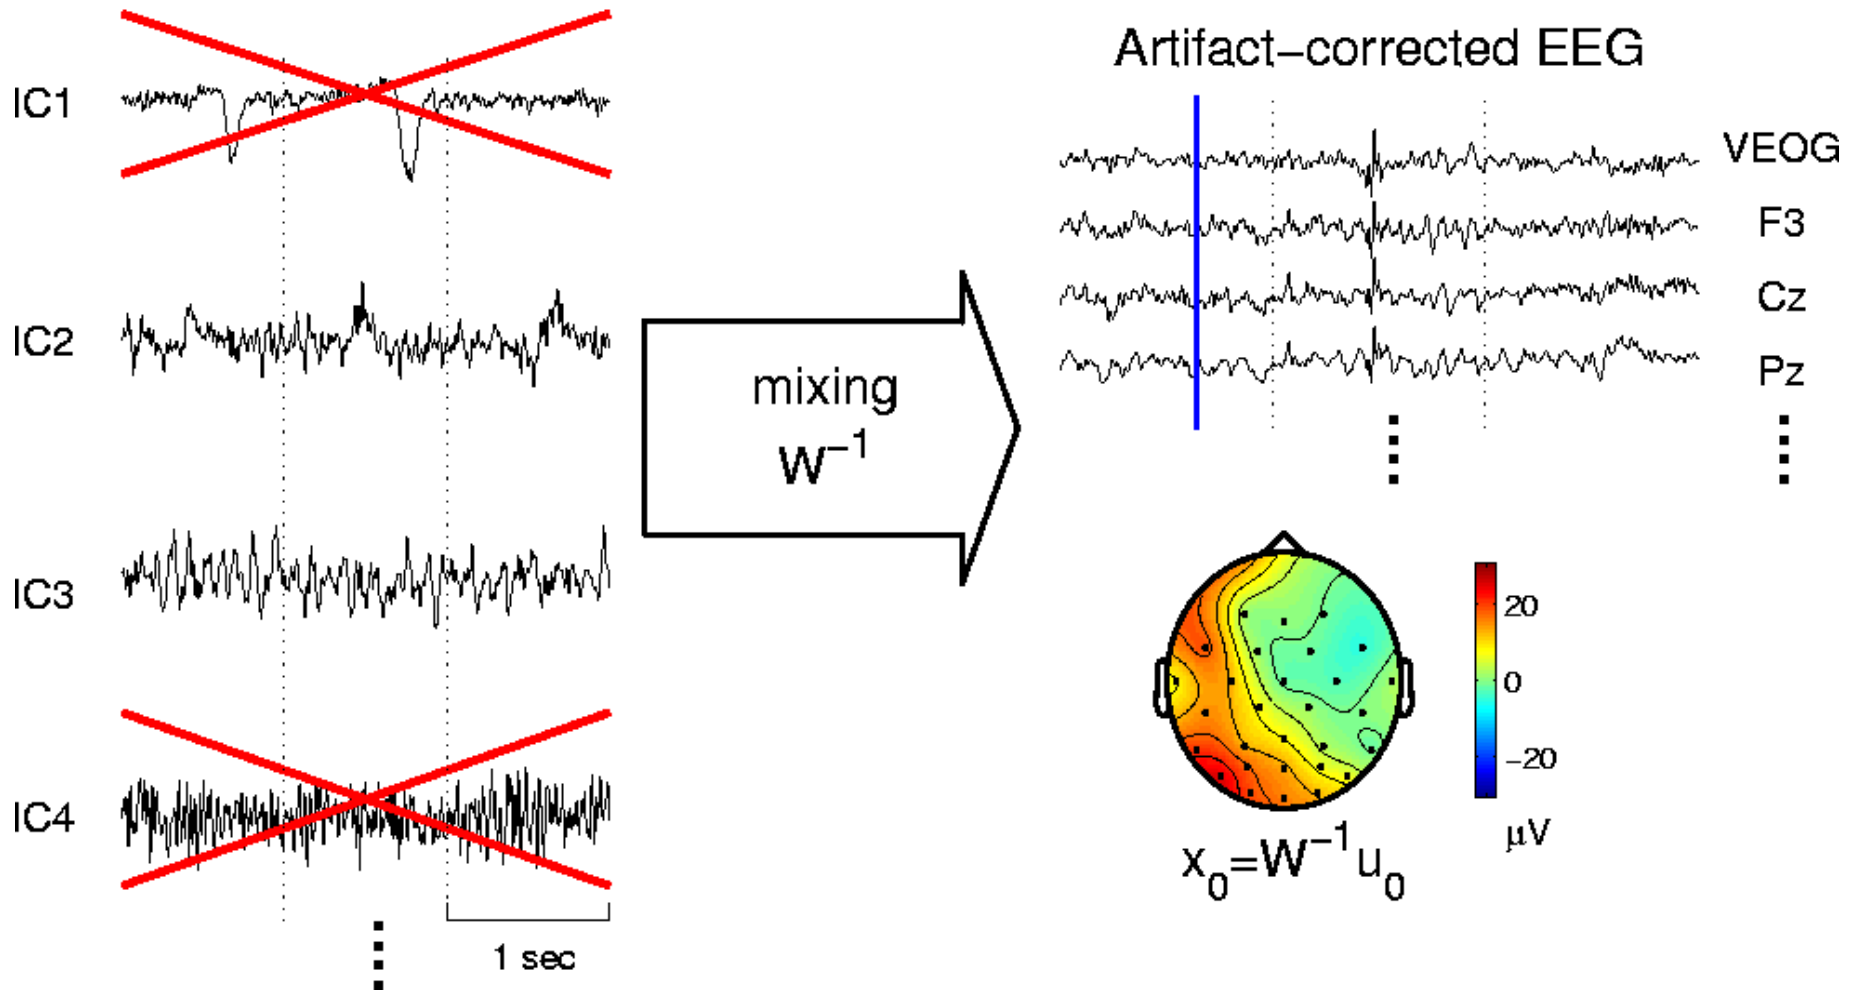 IC1
IC2
IC3
IC4
1 sec
mixing
W⁻¹
Artifact−corrected EEG
VEOG
F3
Cz
Pz
20
0
−20
μV
x₀=W⁻¹u₀